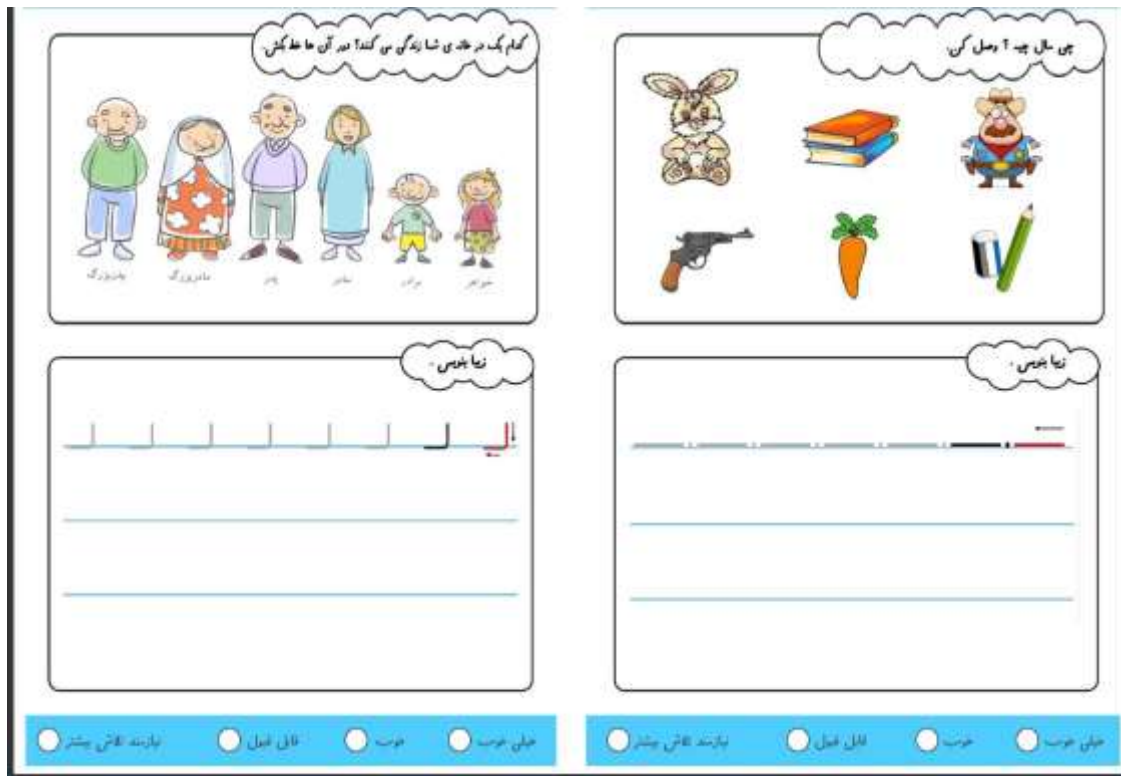 چی مال چیه ؟ وصل کن.
زیبا بنویس .
خیلی خوب
خوب
قابل قبول
نیازمند تلاش بیشتر
کدام یک در خانه ی شما زندگی می کنند؟ دور آن ها خط بکش.
خواهر
برادر
مادر
پدر
مادربزرگ
پدربزرگ
زیبا بنویس .
خیلی خوب
خوب
قابل قبول
نیازمند تلاش بیشتر